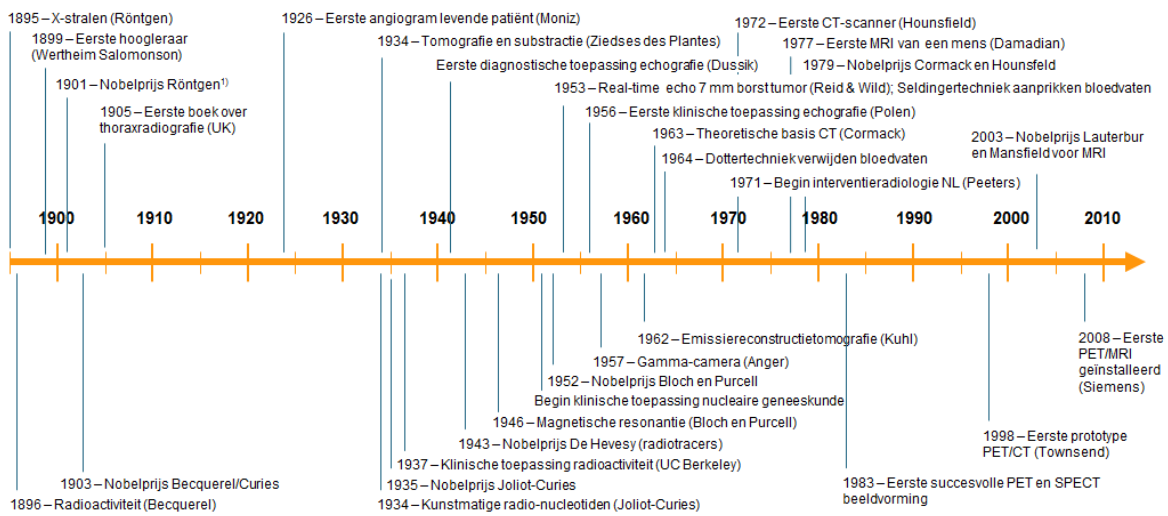 1895 – X-stralen (Röntgen)
1899 – Eerste hoogleraar
(Wertheim Salomonson)
1901 – Nobelprijs Röntgen¹⁾
1905 – Eerste boek over
thoraxradiografie (UK)
1926 – Eerste angiogram levende patiënt (Moniz)
1934 – Tomografie en substractie (Ziedses des Plantes)
Eerste diagnostische toepassing echografie (Dussik)
1972 – Eerste CT-scanner (Hounsfield)
1977 – Eerste MRI van een mens (Damadian)
1979 – Nobelprijs Cormack en Hounsfeld
1953 – Real-time echo 7 mm borsttumor (Reid & Wild); Seldingertechniek aanprikken bloedvaten
1956 – Eerste klinische toepassing echografie (Polen)
1963 – Theoretische basis CT (Cormack)
1964 – Dottertechniek verwijden bloedvaten
1971 – Begin interventieradiologie NL (Peeters)
2003 – Nobelprijs Lauterbur
en Mansfield voor MRI
1900 1910 1920 1930 1940 1950 1960 1970 1980 1990 2000 2010
1962 – Emissiereconstructietomografie (Kuhl)
1957 – Gamma-camera (Anger)
1952 – Nobelprijs Bloch en Purcell
Begin klinische toepassing nucleaire geneeskunde
1946 – Magnetische resonantie (Bloch en Purcell)
1943 – Nobelprijs De Hevesy (radiotracers)
1937 – Klinische toepassing radioactiviteit (UC Berkeley)
1935 – Nobelprijs Joliot-Curies
1934 – Kunstmatige radio-nucleotiden (Joliot-Curies)
1903 – Nobelprijs Becquerel/Curies
1896 – Radioactiviteit (Becquerel)
2008 – Eerste
PET/MRI
geïnstalleerd
(Siemens)
1998 – Eerste prototype
PET/CT (Townsend)
1983 – Eerste succesvolle PET en SPECT
beeldvorming